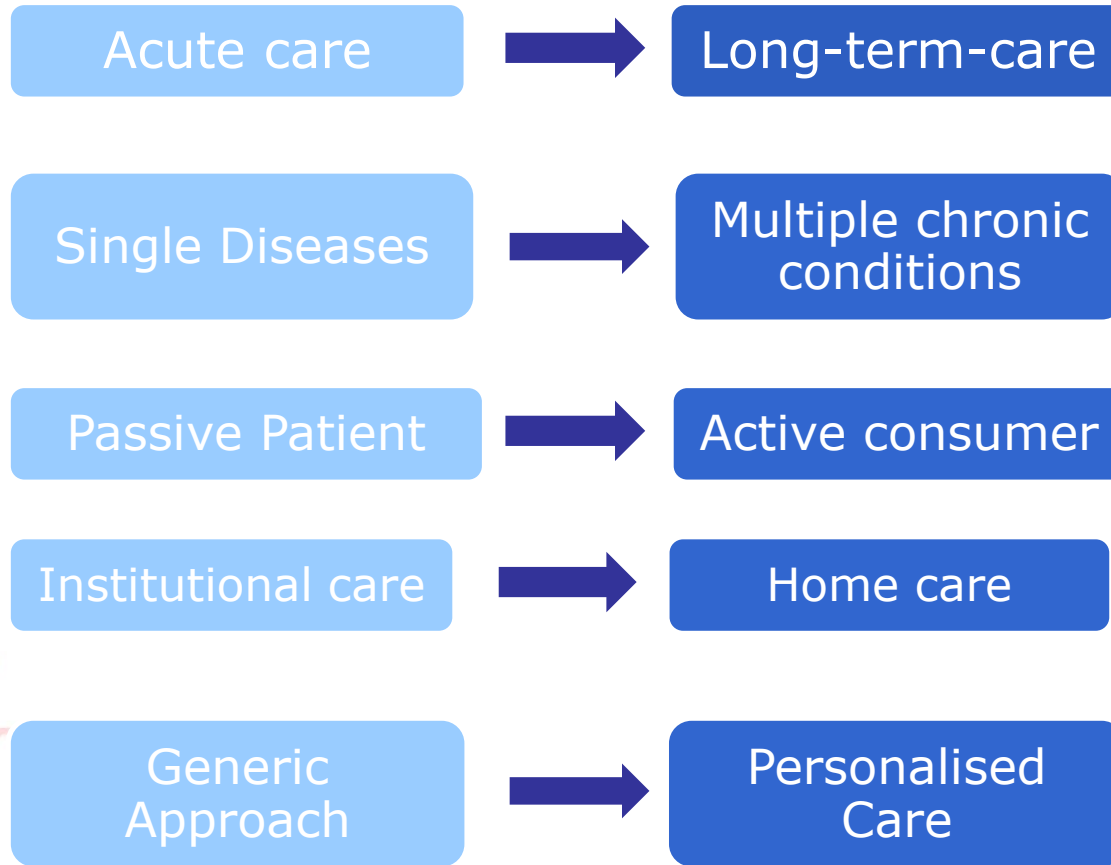 Acute care
Long-term-care
Single Diseases
Multiple chronic
conditions
Passive Patient
Active consumer
Institutional care
Home care
Generic
Approach
Personalised
Care